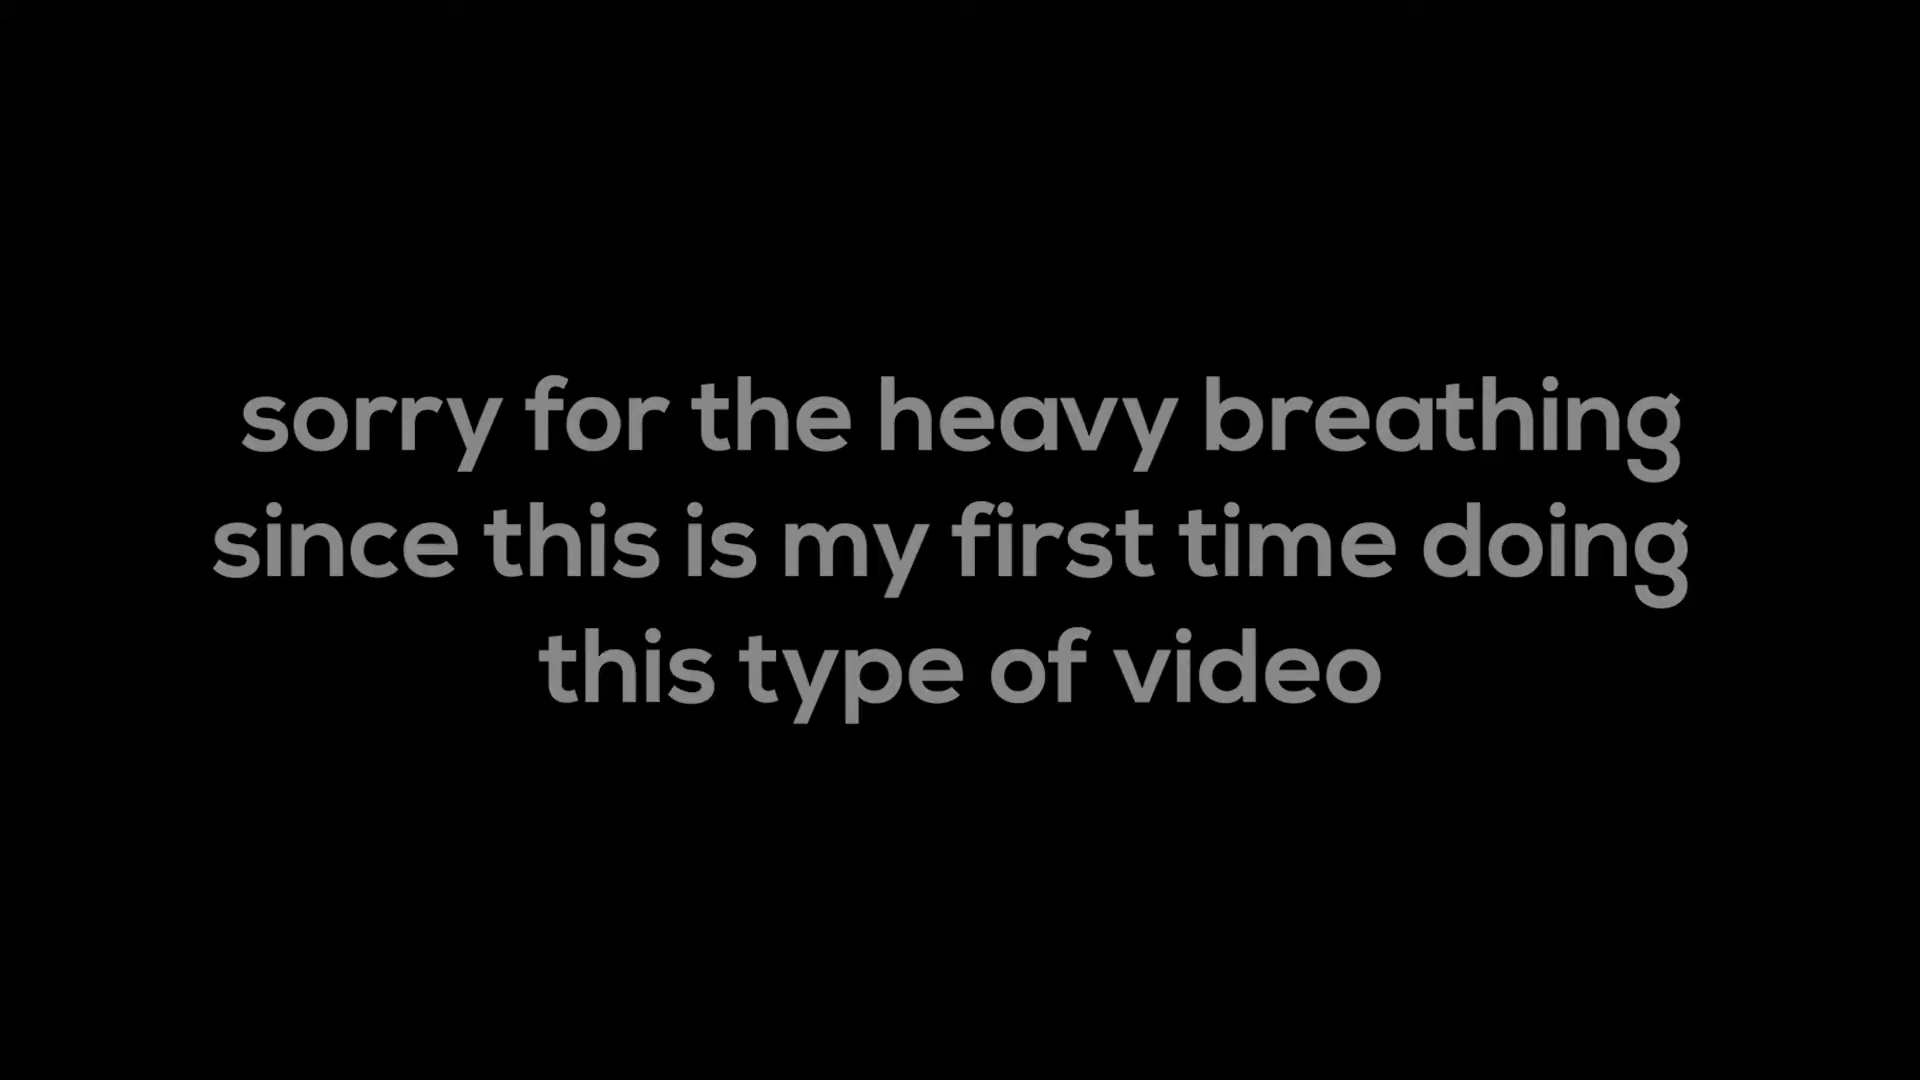 sorry for the heavy breathing
since this is my first time doing
this type of video